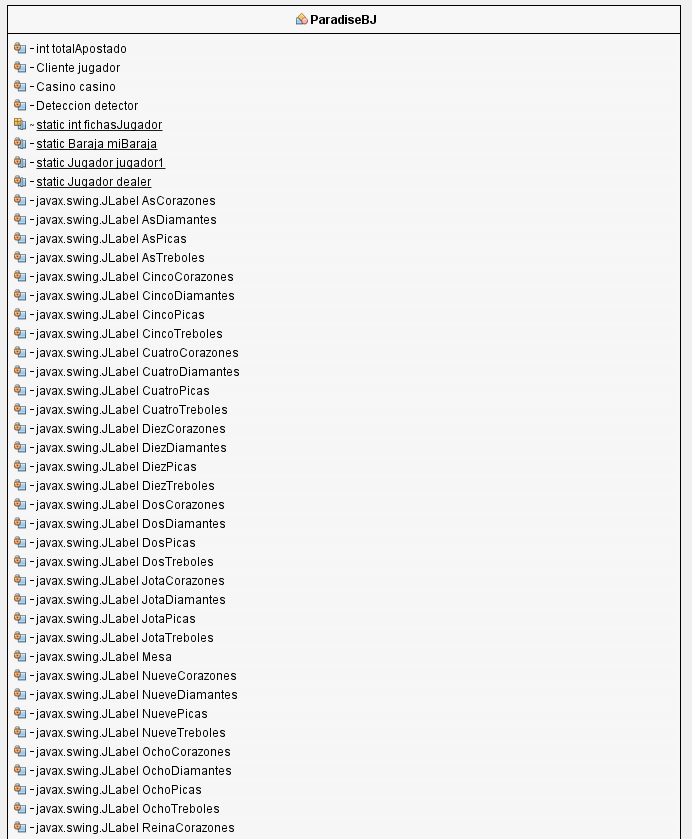 ParadiseBJ
-int totalApostado
-Cliente jugador
-Casino casino
-Deteccion detector
~static int fichasJugador
-static Baraja miBaraja
-static Jugador jugador1
-static Jugador dealer
-javax.swing.JLabel AsCorazones
-javax.swing.JLabel AsDiamantes
-javax.swing.JLabel AsPicas
-javax.swing.JLabel AsTreboles
-javax.swing.JLabel CincoCorazones
-javax.swing.JLabel CincoDiamantes
-javax.swing.JLabel CincoPicas
-javax.swing.JLabel CincoTreboles
-javax.swing.JLabel CuatroCorazones
-javax.swing.JLabel CuatroDiamantes
-javax.swing.JLabel CuatroPicas
-javax.swing.JLabel CuatroTreboles
-javax.swing.JLabel DiezCorazones
-javax.swing.JLabel DiezDiamantes
-javax.swing.JLabel DiezPicas
-javax.swing.JLabel DiezTreboles
-javax.swing.JLabel DosCorazones
-javax.swing.JLabel DosDiamantes
-javax.swing.JLabel DosPicas
-javax.swing.JLabel DosTreboles
-javax.swing.JLabel JotaCorazones
-javax.swing.JLabel JotaDiamantes
-javax.swing.JLabel JotaPicas
-javax.swing.JLabel JotaTreboles
-javax.swing.JLabel Mesa
-javax.swing.JLabel NueveCorazones
-javax.swing.JLabel NueveDiamantes
-javax.swing.JLabel NuevePicas
-javax.swing.JLabel NueveTreboles
-javax.swing.JLabel OchoCorazones
-javax.swing.JLabel OchoDiamantes
-javax.swing.JLabel OchoPicas
-javax.swing.JLabel OchoTreboles
-javax.swing.JLabel ReinaCorazones